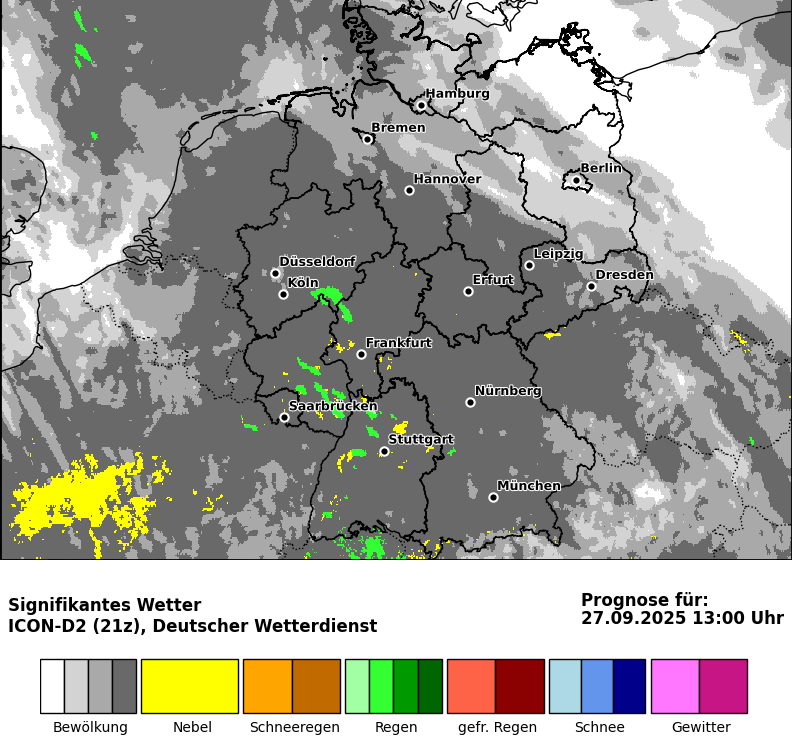 Hamburg
Bremen
Berlin
Hannover
Leipzig
Düsseldorf
Dresden
Köln
Erfurt
Frankfurt
Nürnberg
Saarbrücken
Stuttgart
München
Signifikantes Wetter
ICON-D2 (21z), Deutscher Wetterdienst
Prognose für:
27.09.2025 13:00 Uhr
Bewölkung Nebel Schneeregen Regen gefr. Regen Schnee Gewitter